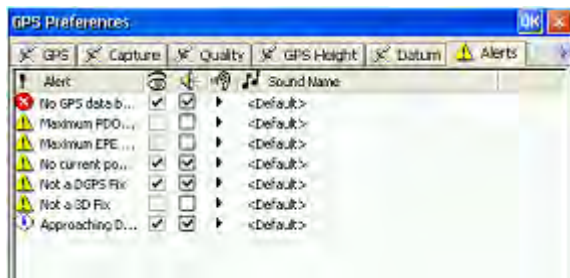 GPS Preferences OK
GPS Capture Quality GPS Height Datum Alerts
Alert Sound Name
No GPS data b... <Default>
Maximum PDO... <Default>
Maximum EPE ... <Default>
No current po... <Default>
Not a DGPS Fix <Default>
Not a 3D Fix <Default>
Approaching D... <Default>